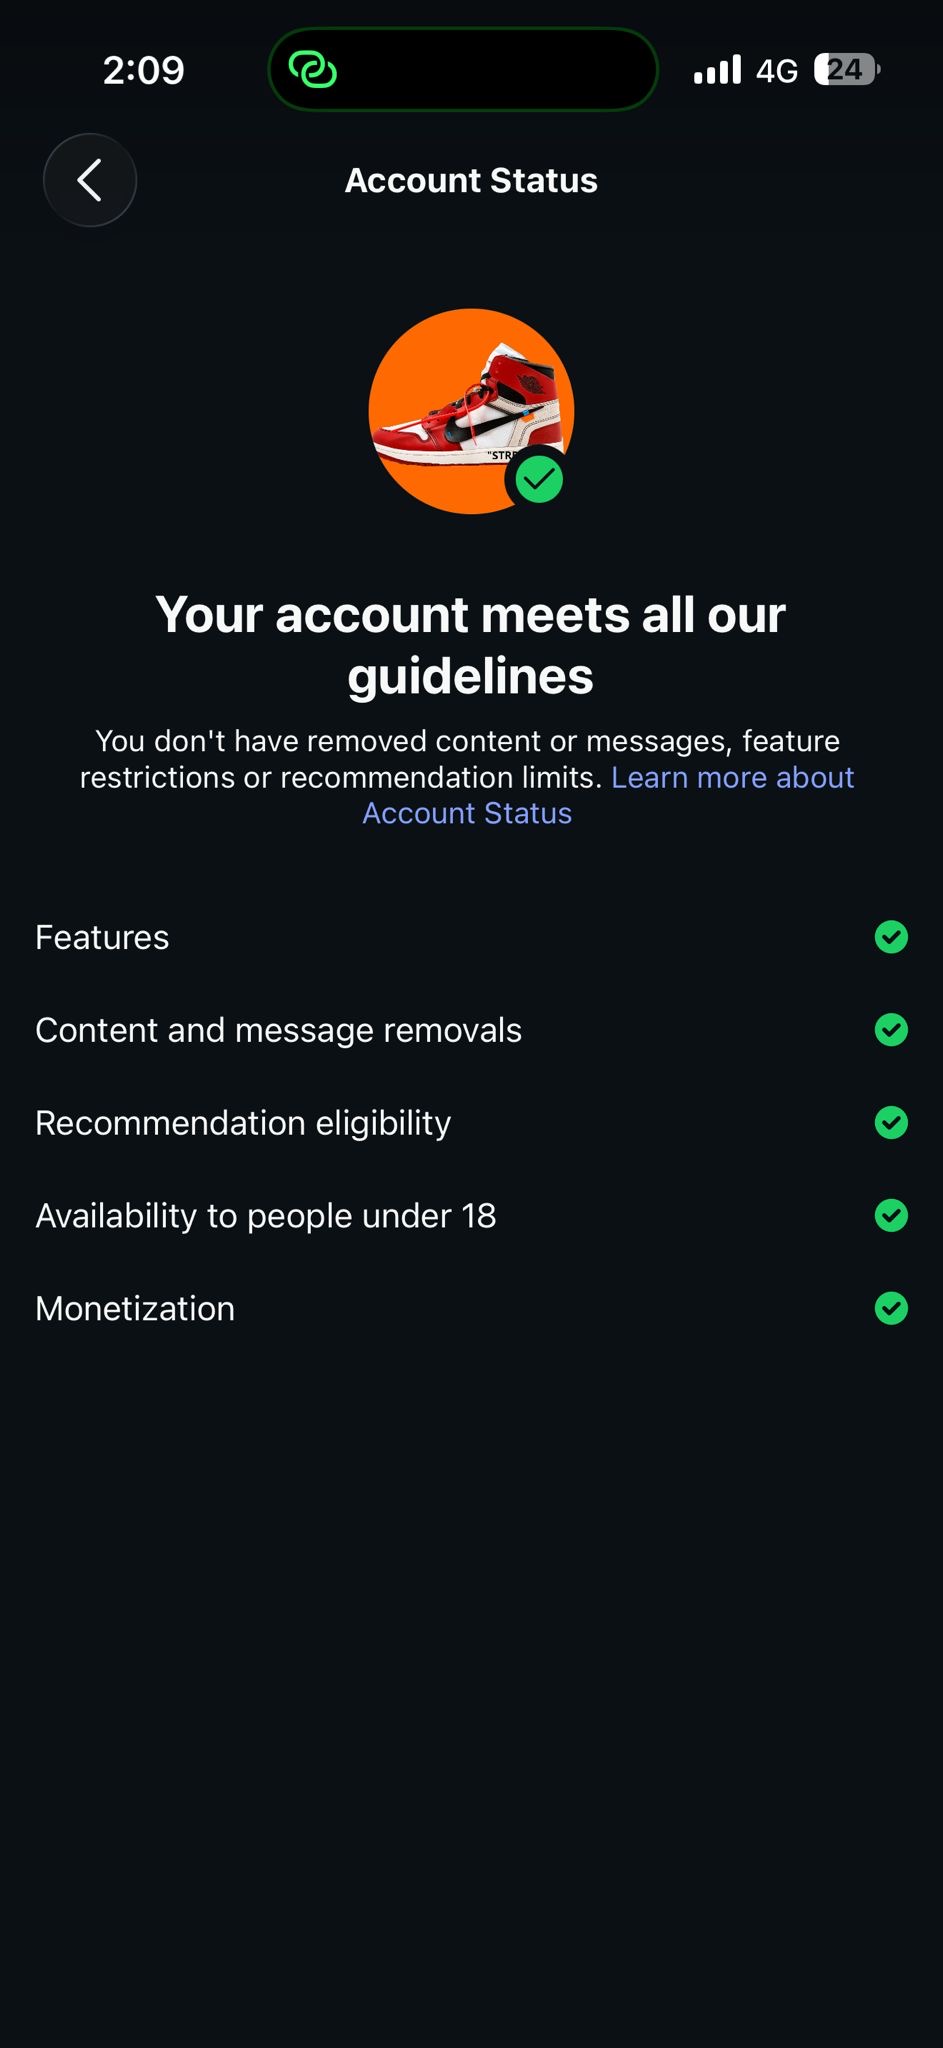 2:09
4G
24
Account Status
"STRE
Your account meets all our
guidelines
You don't have removed content or messages, feature
restrictions or recommendation limits. Learn more about
Account Status
Features
Content and message removals
Recommendation eligibility
Availability to people under 18
Monetization